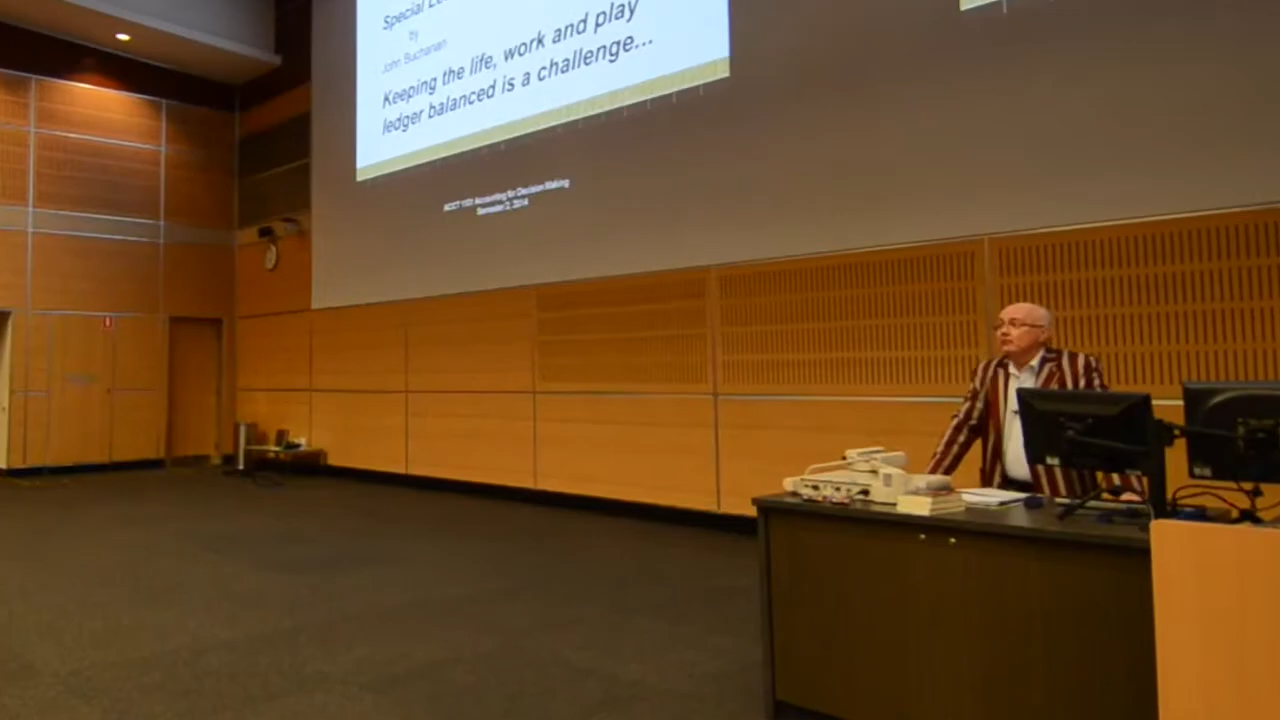 Special
by
John Buchanan
Keeping the life, work and play
ledger balanced is a challenge...
ACCT 1101 Accounting for Decision Making
Semester 2, 2014